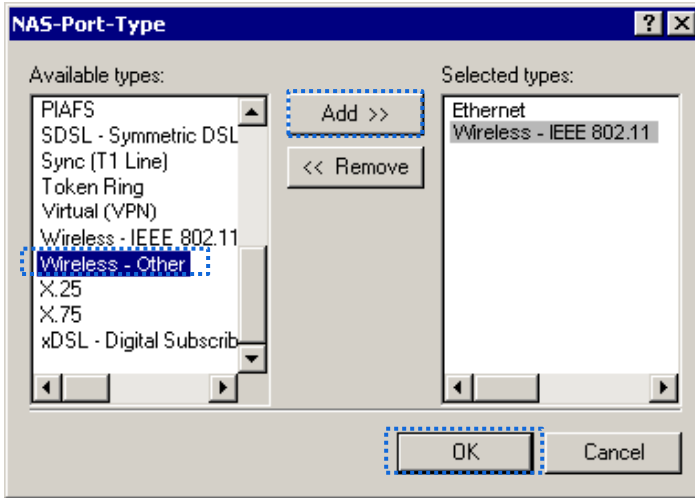 NAS-Port-Type
Available types:
PIAFS
SDSL - Symmetric DSL
Sync (T1 Line)
Token Ring
Virtual (VPN)
Wireless - IEEE 802.11
Wireless - Other
X.25
X.75
xDSL - Digital Subscrib
Add >>
<< Remove
Selected types:
Ethernet
Wireless - IEEE 802.11
OK
Cancel